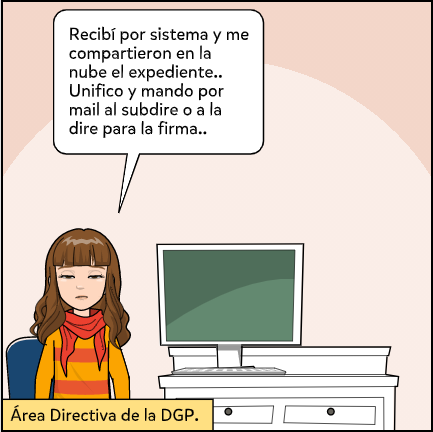 Recibí por sistema y me
compartieron en la
nube el expediente..
Unifico y mando por
mail al subdire o a la
dire para la firma..
Área Directiva de la DGP.